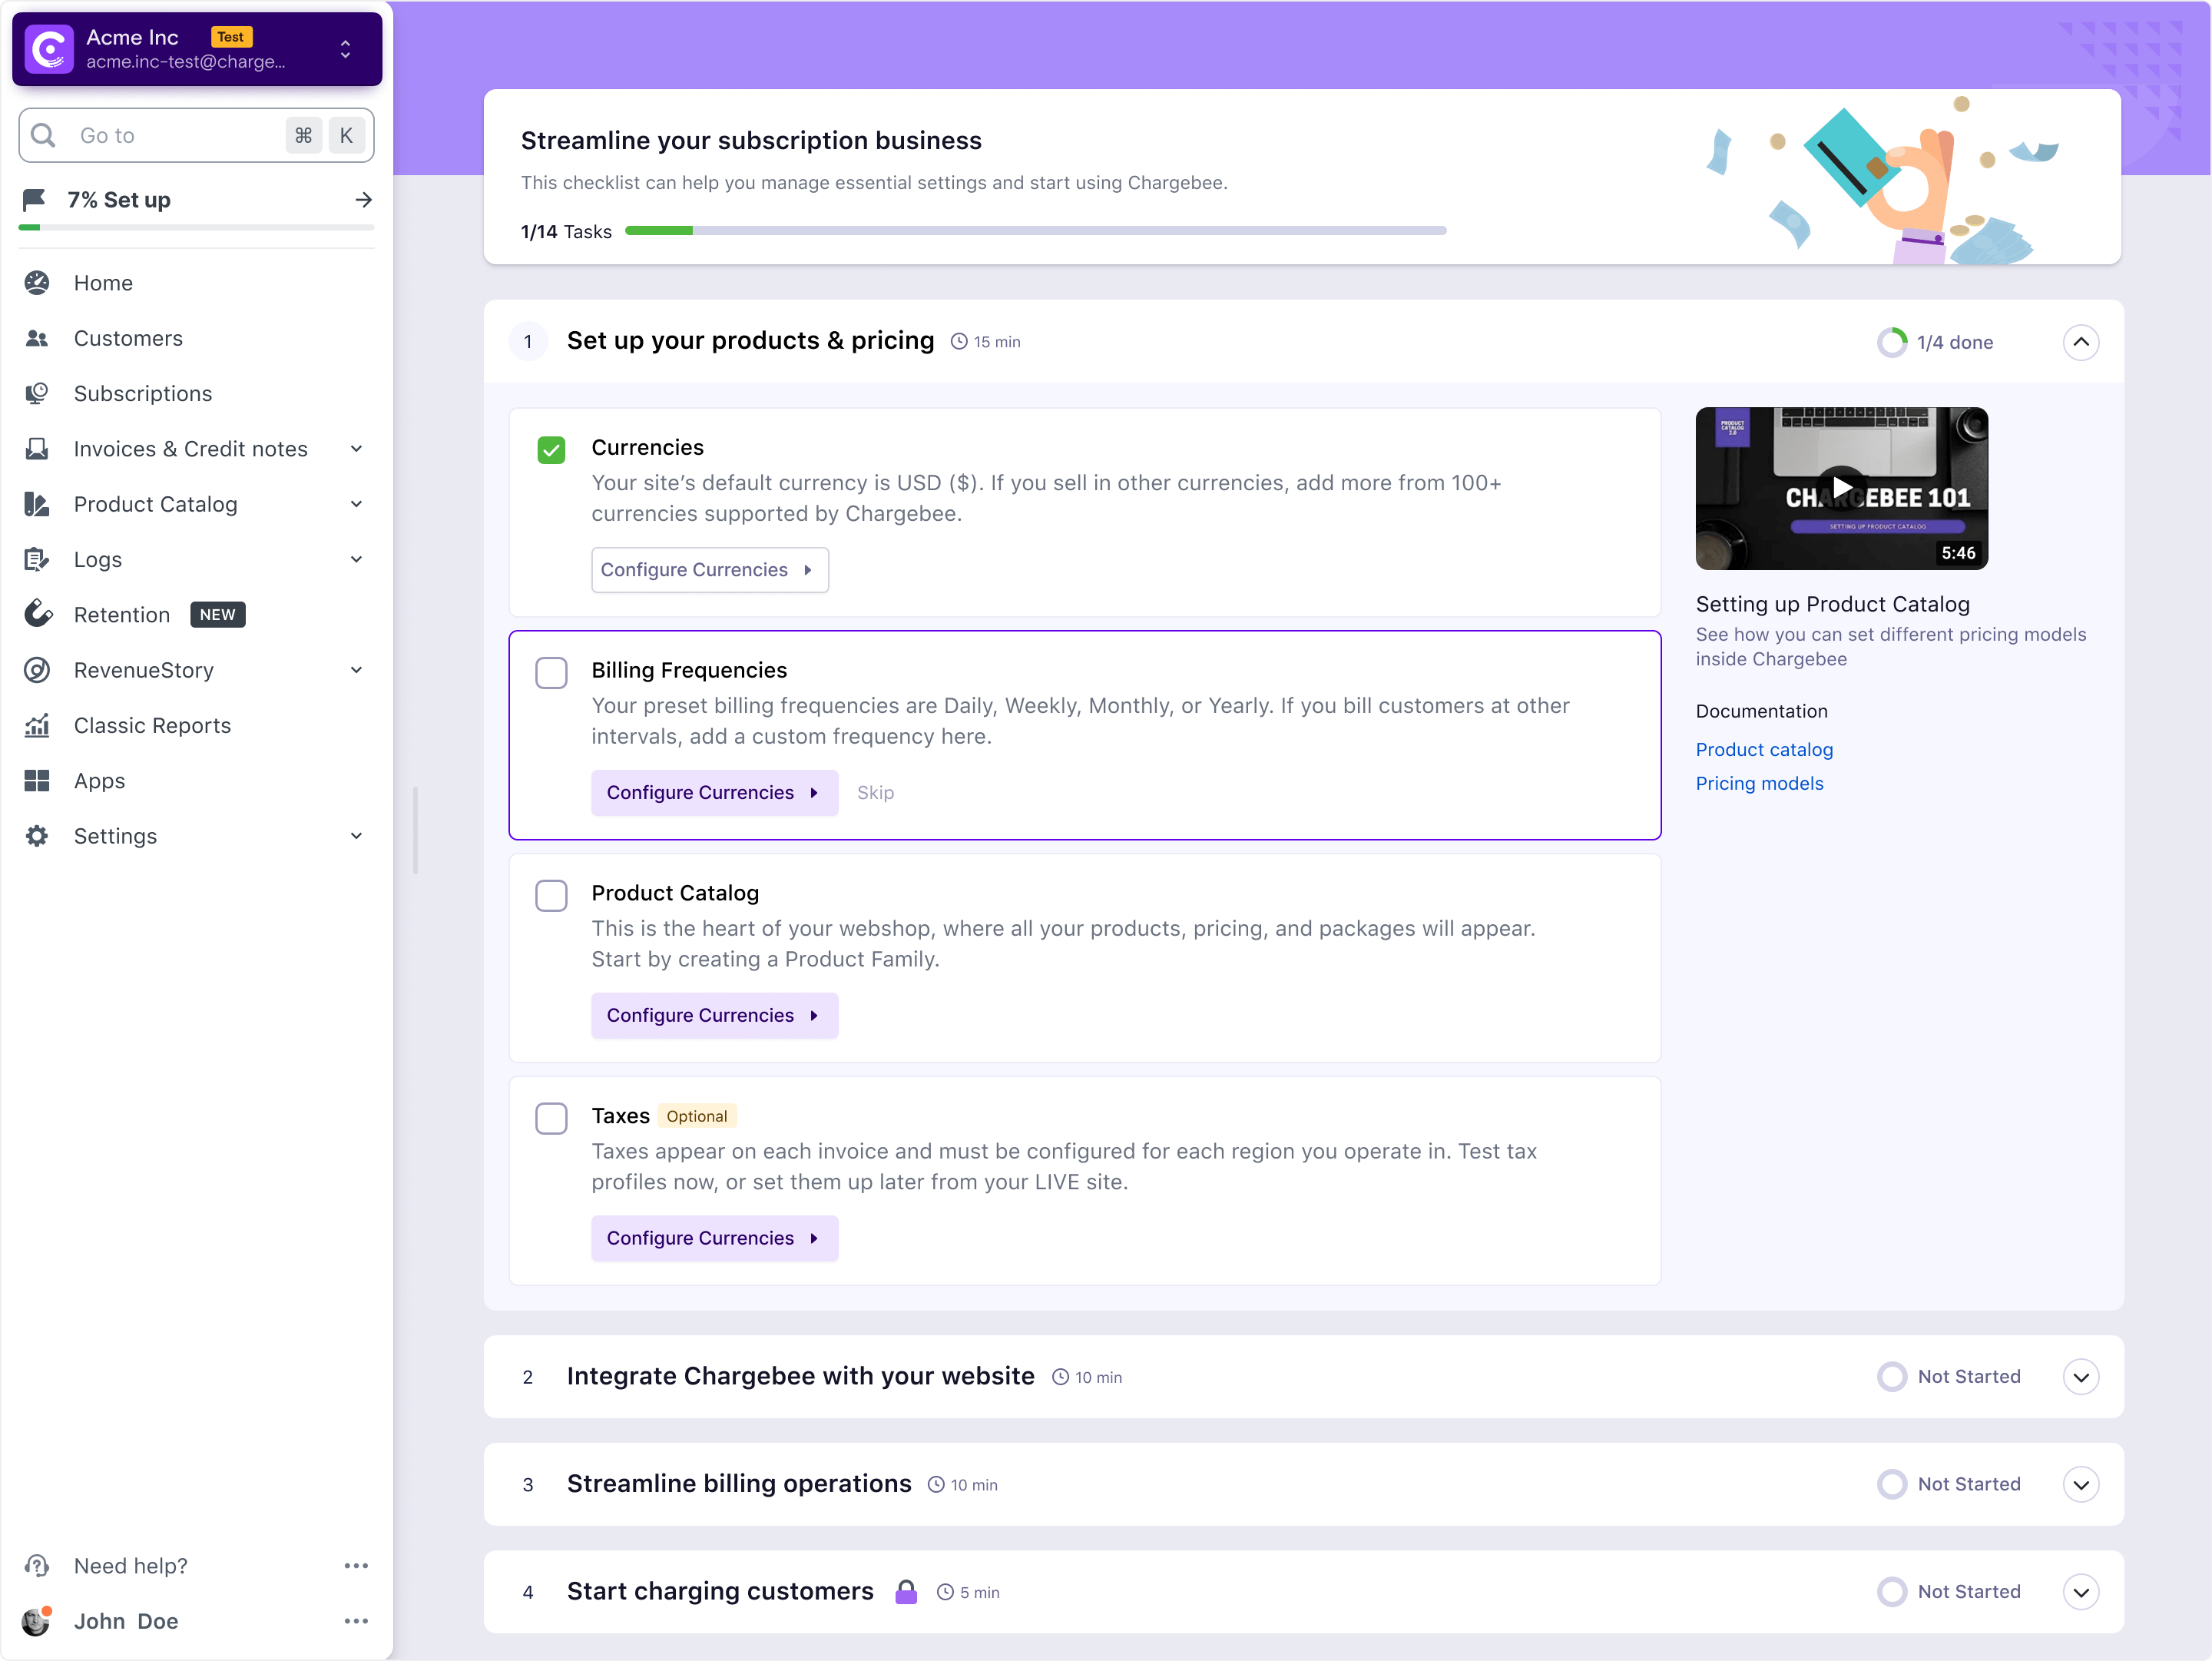 Acme Inc Test
acme.inc-test@charge...
Go to ⌘ K
7% Set up
Home
Customers
Subscriptions
Invoices & Credit notes
Product Catalog
Logs
Retention NEW
RevenueStory
Classic Reports
Apps
Settings
Need help?
John Doe
Streamline your subscription business
This checklist can help you manage essential settings and start using Chargebee.
1/14 Tasks
1 Set up your products & pricing 15 min 1/4 done
Currencies
Your site’s default currency is USD ($). If you sell in other currencies, add more from 100+
currencies supported by Chargebee.
Configure Currencies
Billing Frequencies
Your preset billing frequencies are Daily, Weekly, Monthly, or Yearly. If you bill customers at other
intervals, add a custom frequency here.
Configure Currencies Skip
Product Catalog
This is the heart of your webshop, where all your products, pricing, and packages will appear.
Start by creating a Product Family.
Configure Currencies
Taxes Optional
Taxes appear on each invoice and must be configured for each region you operate in. Test tax
profiles now, or set them up later from your LIVE site.
Configure Currencies
PRODUCT
CATALOG
2.0
CHARGEBEE 101
SETTING UP PRODUCT CATALOG
5:46
Setting up Product Catalog
See how you can set different pricing models
inside Chargebee
Documentation
Product catalog
Pricing models
2 Integrate Chargebee with your website 10 min Not Started
3 Streamline billing operations 10 min Not Started
4 Start charging customers 5 min Not Started